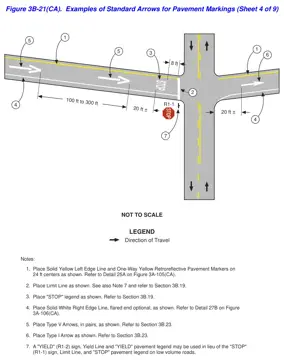 Figure 3B-21(CA). Examples of Standard Arrows for Pavement Markings (Sheet 4 of 9)
5
1
5
3
8 ft
1
6
4
100 ft to 300 ft
20 ft ±
R1-1
2
20 ft ±
4
7
NOT TO SCALE
LEGEND
Direction of Travel
Notes:
1. Place Solid Yellow Left Edge Line and One-Way Yellow Retroreflective Pavement Markers on
24 ft centers as shown. Refer to Detail 25A on Figure 3A-105(CA).
2. Place Limit Line as shown. See also Note 7 and refer to Section 3B.19.
3. Place "STOP" legend as shown, Refer to Section 3B.19.
4. Place Solid White Right Edge Line, flared and optional, as shown. Refer to Detail 27B on Figure
3A-106(CA).
5. Place Type V Arrows, in pairs, as shown. Refer to Section 3B.23.
6. Place Type I Arrow as shown. Refer to Section 3B.23.
7. A "YIELD" (R1-2) sign, Yield Line and "YIELD" pavement legend may be used in lieu of the "STOP"
(R1-1) sign, Limit Line, and "STOP" pavement legend on low volume roads.